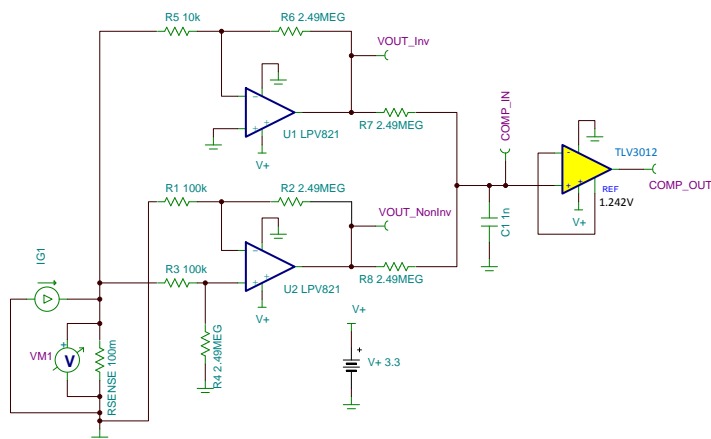 R5 10k
R6 2.49MEG
VOUT_Inv
U1 LPV821
V+
R7 2.49MEG
COMP_IN
TLV3012
COMP_OUT
REF
1.242V
V+
C1 1n
R1 100k
R2 2.49MEG
VOUT_NonInv
R3 100k
U2 LPV821
V+
R8 2.49MEG
IG1
VM1
V
RSENSE 100m
R4 2.49MEG
V+
V+ 3.3